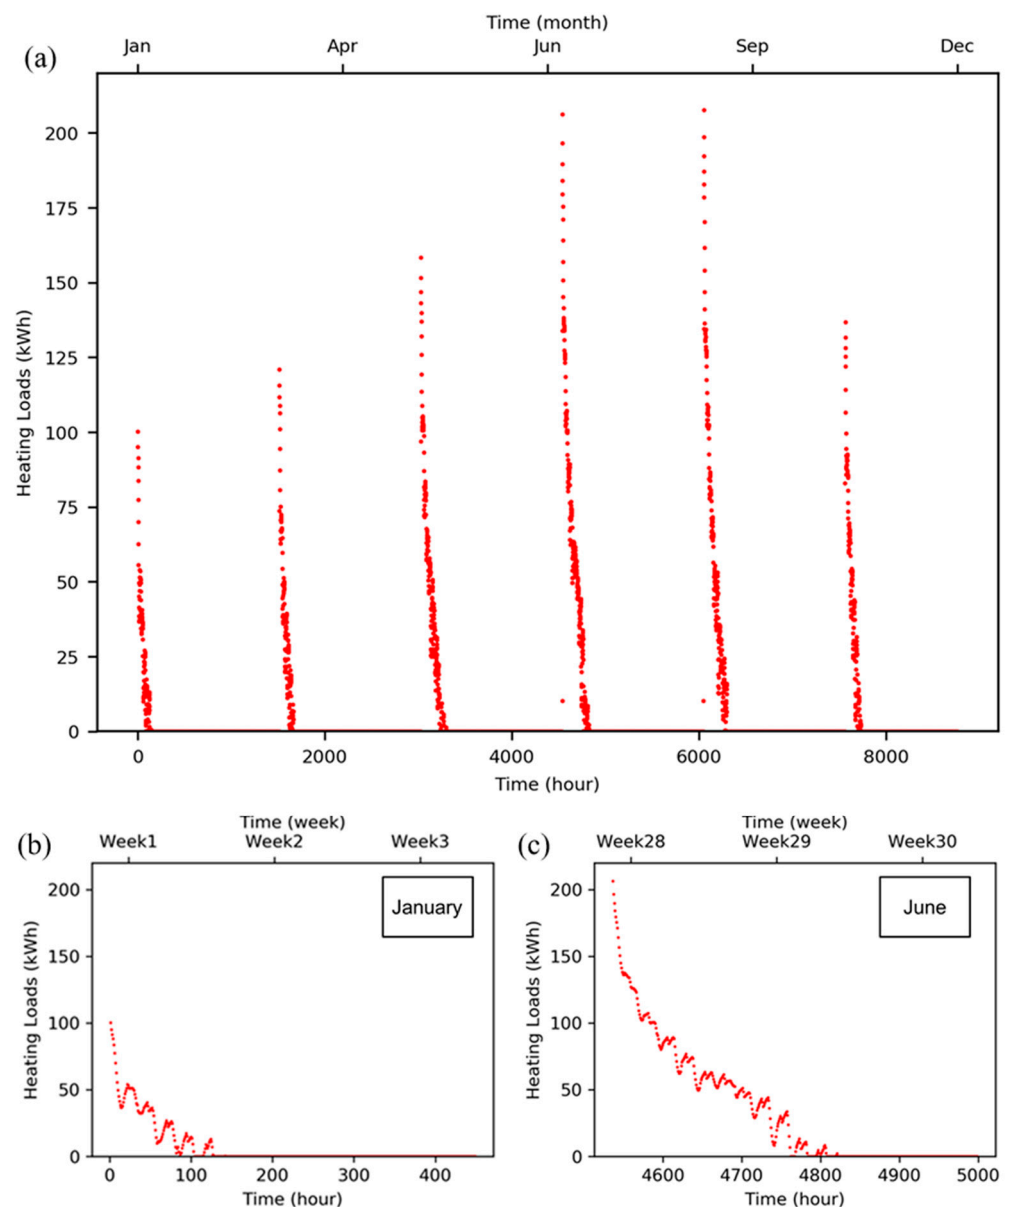 Time (month)
(a)
Jan Apr Jun Sep Dec
200
175
150
125
100
75
50
25
0
Heating Loads (kWh)
0 2000 4000 6000 8000
Time (hour)
(b)
Time (week)
Week1 Week2 Week3
January
200
150
100
50
0
Heating Loads (kWh)
0 100 200 300 400
Time (hour)
(c)
Time (week)
Week28 Week29 Week30
June
200
150
100
50
0
Heating Loads (kWh)
4600 4700 4800 4900 5000
Time (hour)